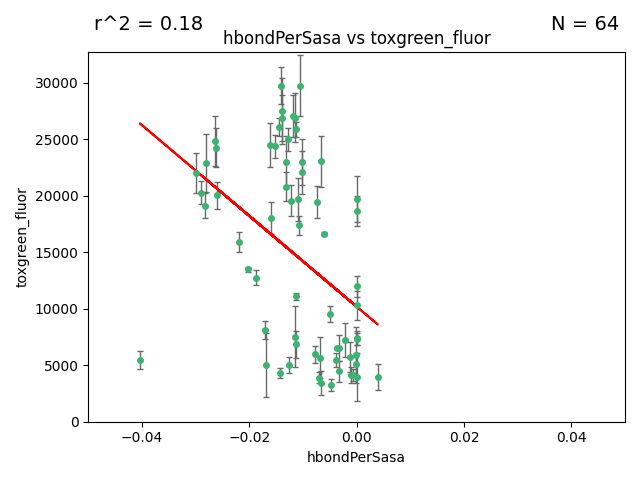 r^2 = 0.18
N = 64
hbondPerSasa vs toxgreen_fluor
30000
25000
20000
15000
10000
5000
0
toxgreen_fluor
−0.04
−0.02
0.00
0.02
0.04
hbondPerSasa